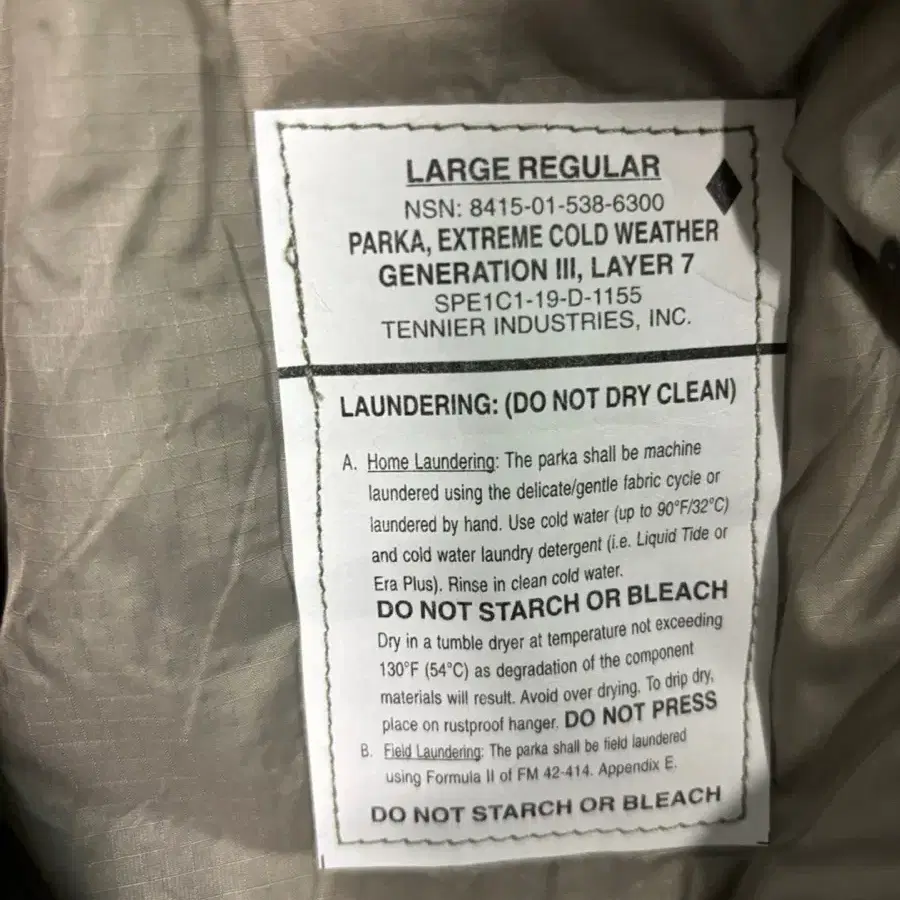 LARGE REGULAR
NSN: 8415-01-538-6300
PARKA, EXTREME COLD WEATHER
GENERATION III, LAYER 7
SPE1C1-19-D-1155
TENNIER INDUSTRIES, INC.
LAUNDERING: (DO NOT DRY CLEAN)
A. Home Laundering: The parka shall be machine
laundered using the delicate/gentle fabric cycle or
laundered by hand. Use cold water (up to 90°F/32°C)
and cold water laundry detergent (i.e. Liquid Tide or
Era Plus). Rinse in clean cold water.
DO NOT STARCH OR BLEACH
Dry in a tumble dryer at temperature not exceeding
130°F (54°C) as degradation of the component
materials will result. Avoid over drying. To drip dry,
place on rustproof hanger. DO NOT PRESS
B. Field Laundering: The parka shall be field laundered
using Formula II of FM 42-414. Appendix E.
DO NOT STARCH OR BLEACH